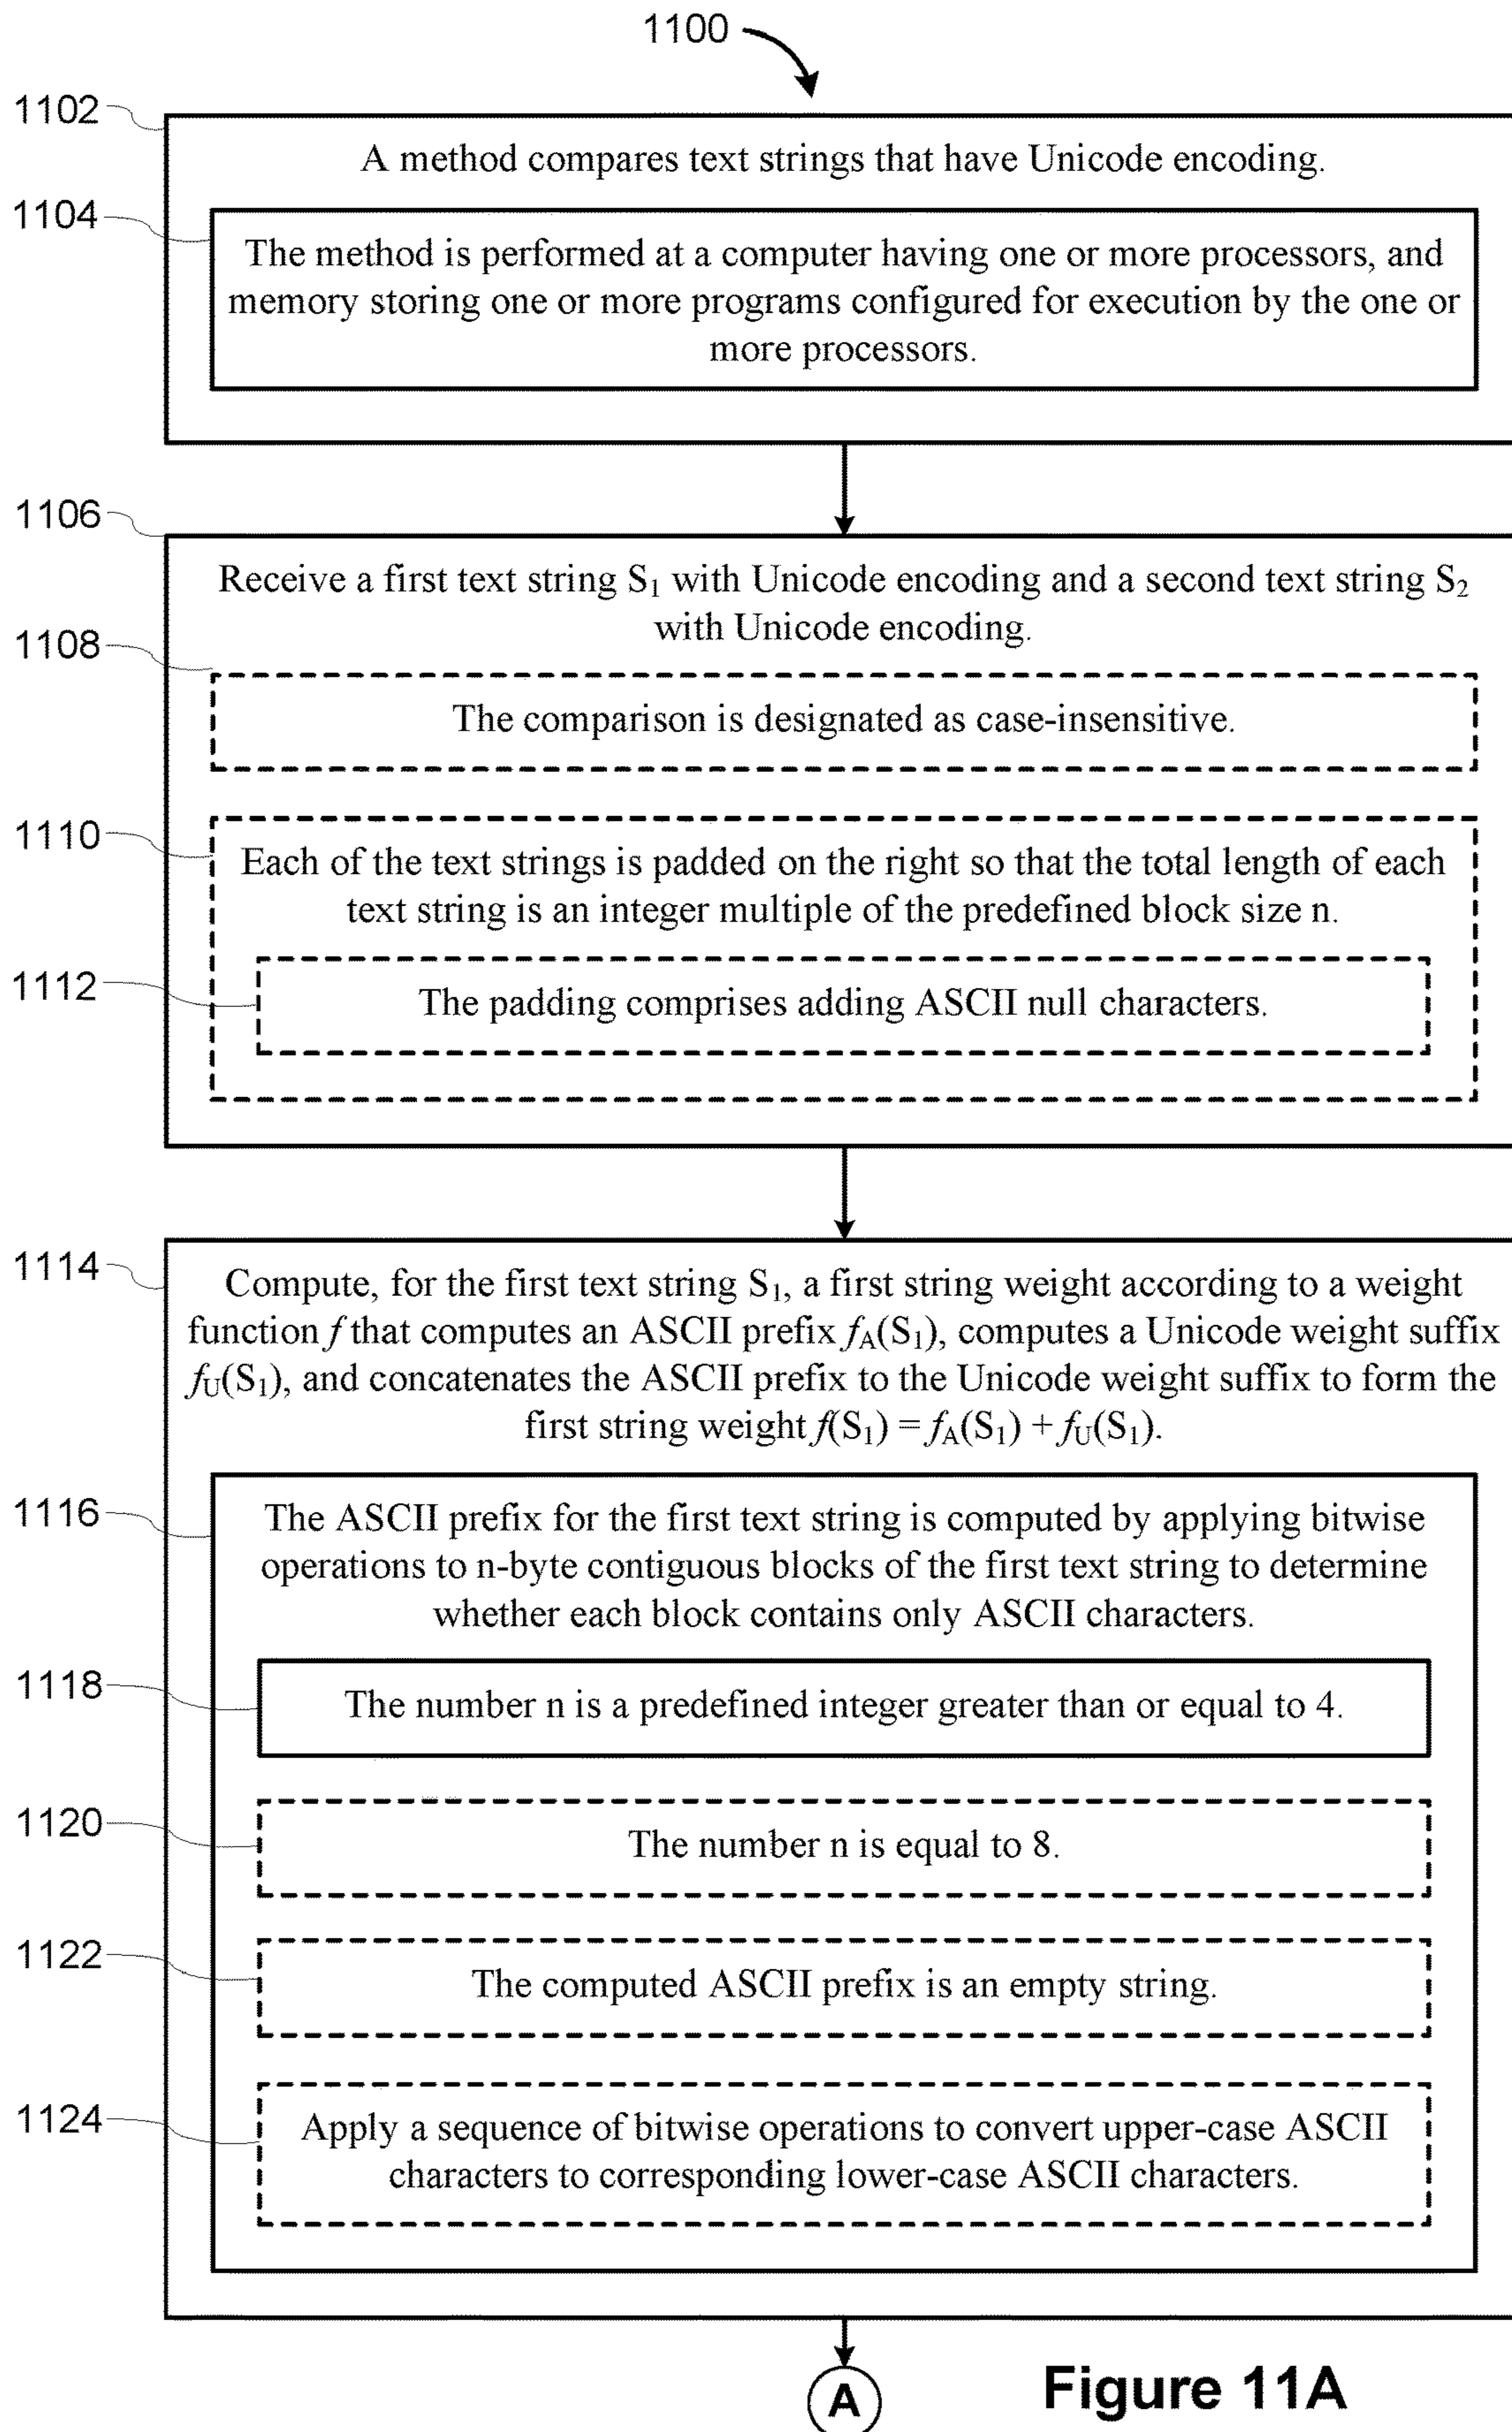 1100
1102
A method compares text strings that have Unicode encoding.
1104
The method is performed at a computer having one or more processors, and
memory storing one or more programs configured for execution by the one or
more processors.
1106
Receive a first text string S₁ with Unicode encoding and a second text string S₂
with Unicode encoding.
1108
The comparison is designated as case-insensitive.
1110
Each of the text strings is padded on the right so that the total length of each
text string is an integer multiple of the predefined block size n.
1112
The padding comprises adding ASCII null characters.
1114
Compute, for the first text string S₁, a first string weight according to a weight
function f that computes an ASCII prefix f_A(S₁), computes a Unicode weight suffix
f_U(S₁), and concatenates the ASCII prefix to the Unicode weight suffix to form the
first string weight f(S₁) = f_A(S₁) + f_U(S₁).
1116
The ASCII prefix for the first text string is computed by applying bitwise
operations to n-byte contiguous blocks of the first text string to determine
whether each block contains only ASCII characters.
1118
The number n is a predefined integer greater than or equal to 4.
1120
The number n is equal to 8.
1122
The computed ASCII prefix is an empty string.
1124
Apply a sequence of bitwise operations to convert upper-case ASCII
characters to corresponding lower-case ASCII characters.
A
Figure 11A